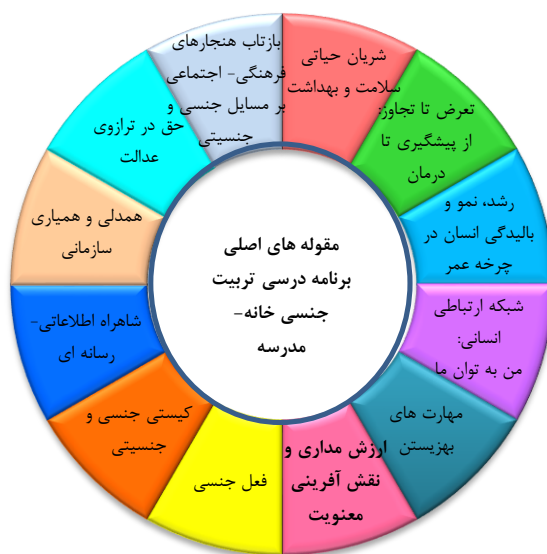 مقوله های اصلی
برنامه درسی تربیت
جنسی خانه-
مدرسه
شریان حیاتی
سلامت و بهداشت
تعرض تا تجاوز:
از پیشگیری تا
درمان
رشد، نمو و
بالیدگی انسان در
چرخه عمر
شبکه ارتباطی
انسانی:
من به توان ما
مهارت های
بهزیستن
ارزش مداری و
نقش آفرینی
معنویت
فعل جنسی
کیستی جنسی و
جنسیتی
شاهراه اطلاعاتی-
رسانه ای
همدلی و همیاری
سازمانی
حق در ترازوی
عدالت
بازتاب هنجارهای
فرهنگی- اجتماعی
بر مسایل جنسی و
جنسیتی